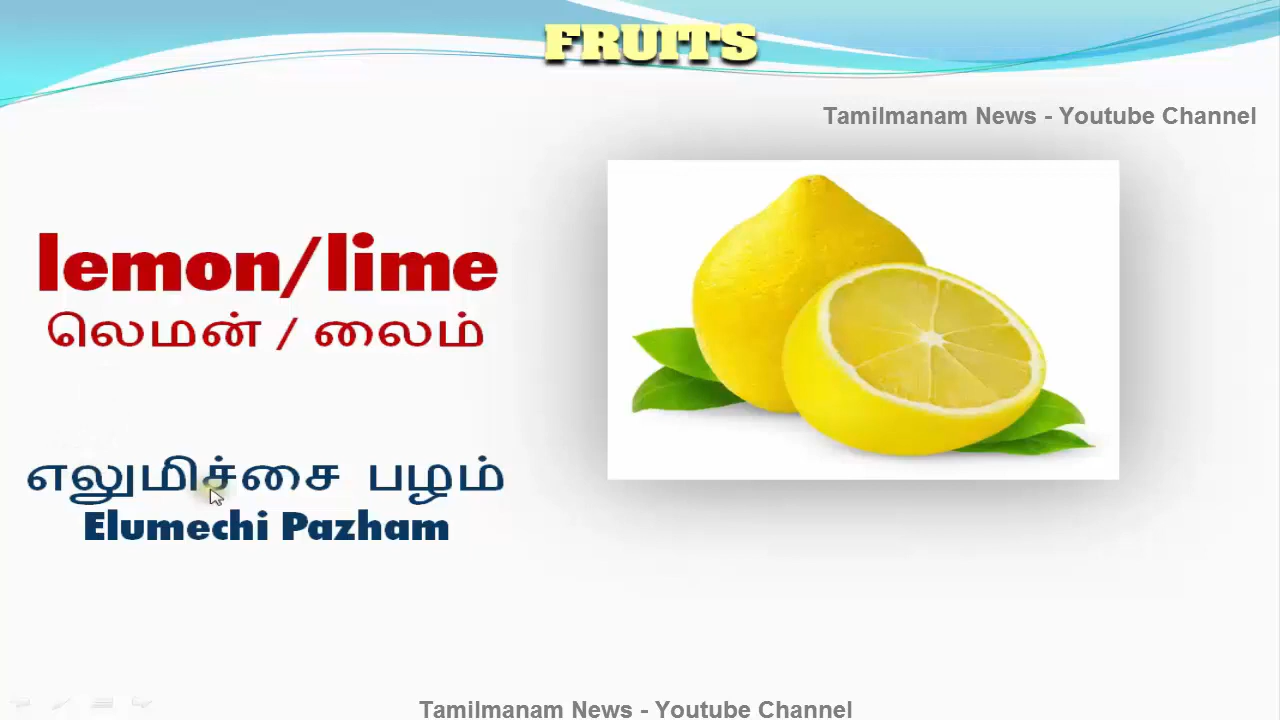 FRUITS
Tamilmanam News - Youtube Channel
lemon/lime
லெமன் / லைம்
எலுமிச்சை பழம்
Elumechi Pazham
Tamilmanam News - Youtube Channel